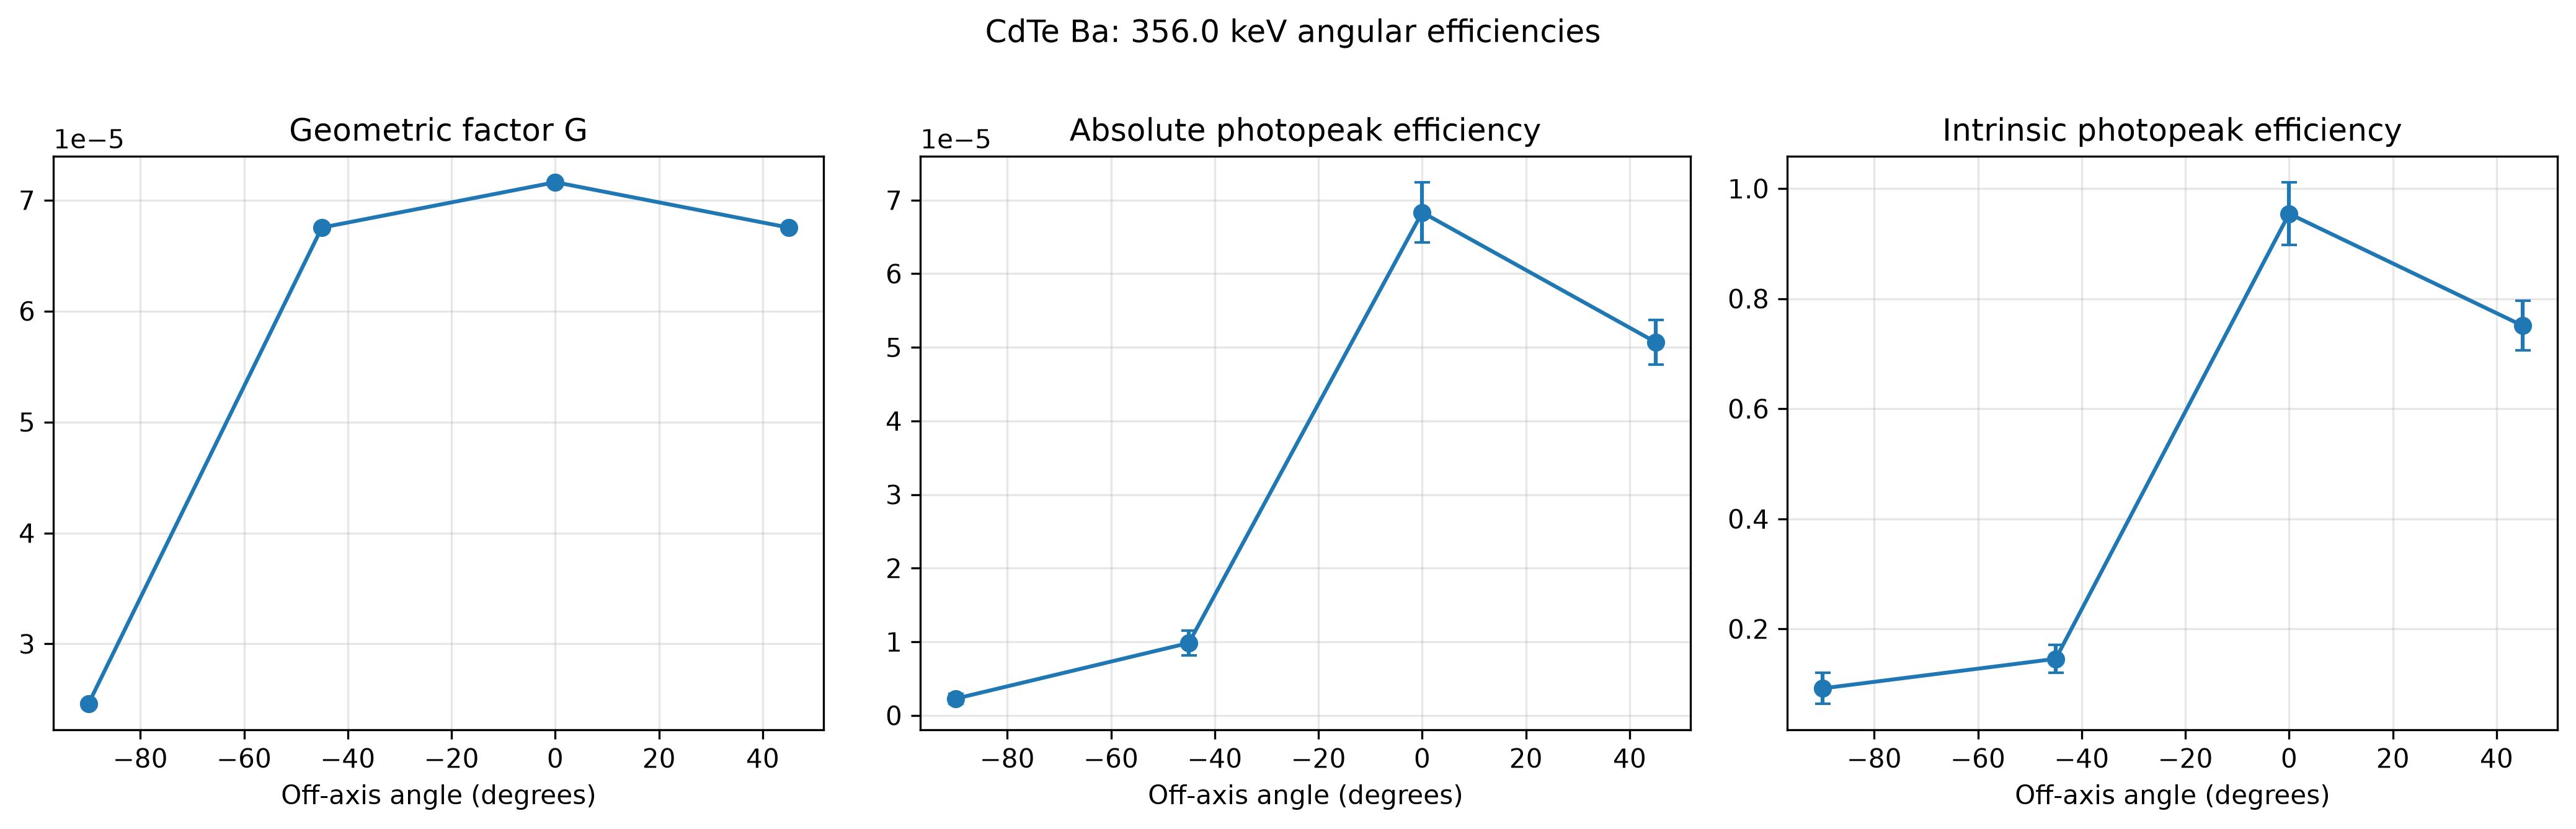 CdTe Ba: 356.0 keV angular efficiencies
Geometric factor G
1e−5
7
6
5
4
3
−80 −60 −40 −20 0 20 40
Off-axis angle (degrees)
Absolute photopeak efficiency
1e−5
7
6
5
4
3
2
1
0
−80 −60 −40 −20 0 20 40
Off-axis angle (degrees)
Intrinsic photopeak efficiency
1.0
0.8
0.6
0.4
0.2
−80 −60 −40 −20 0 20 40
Off-axis angle (degrees)